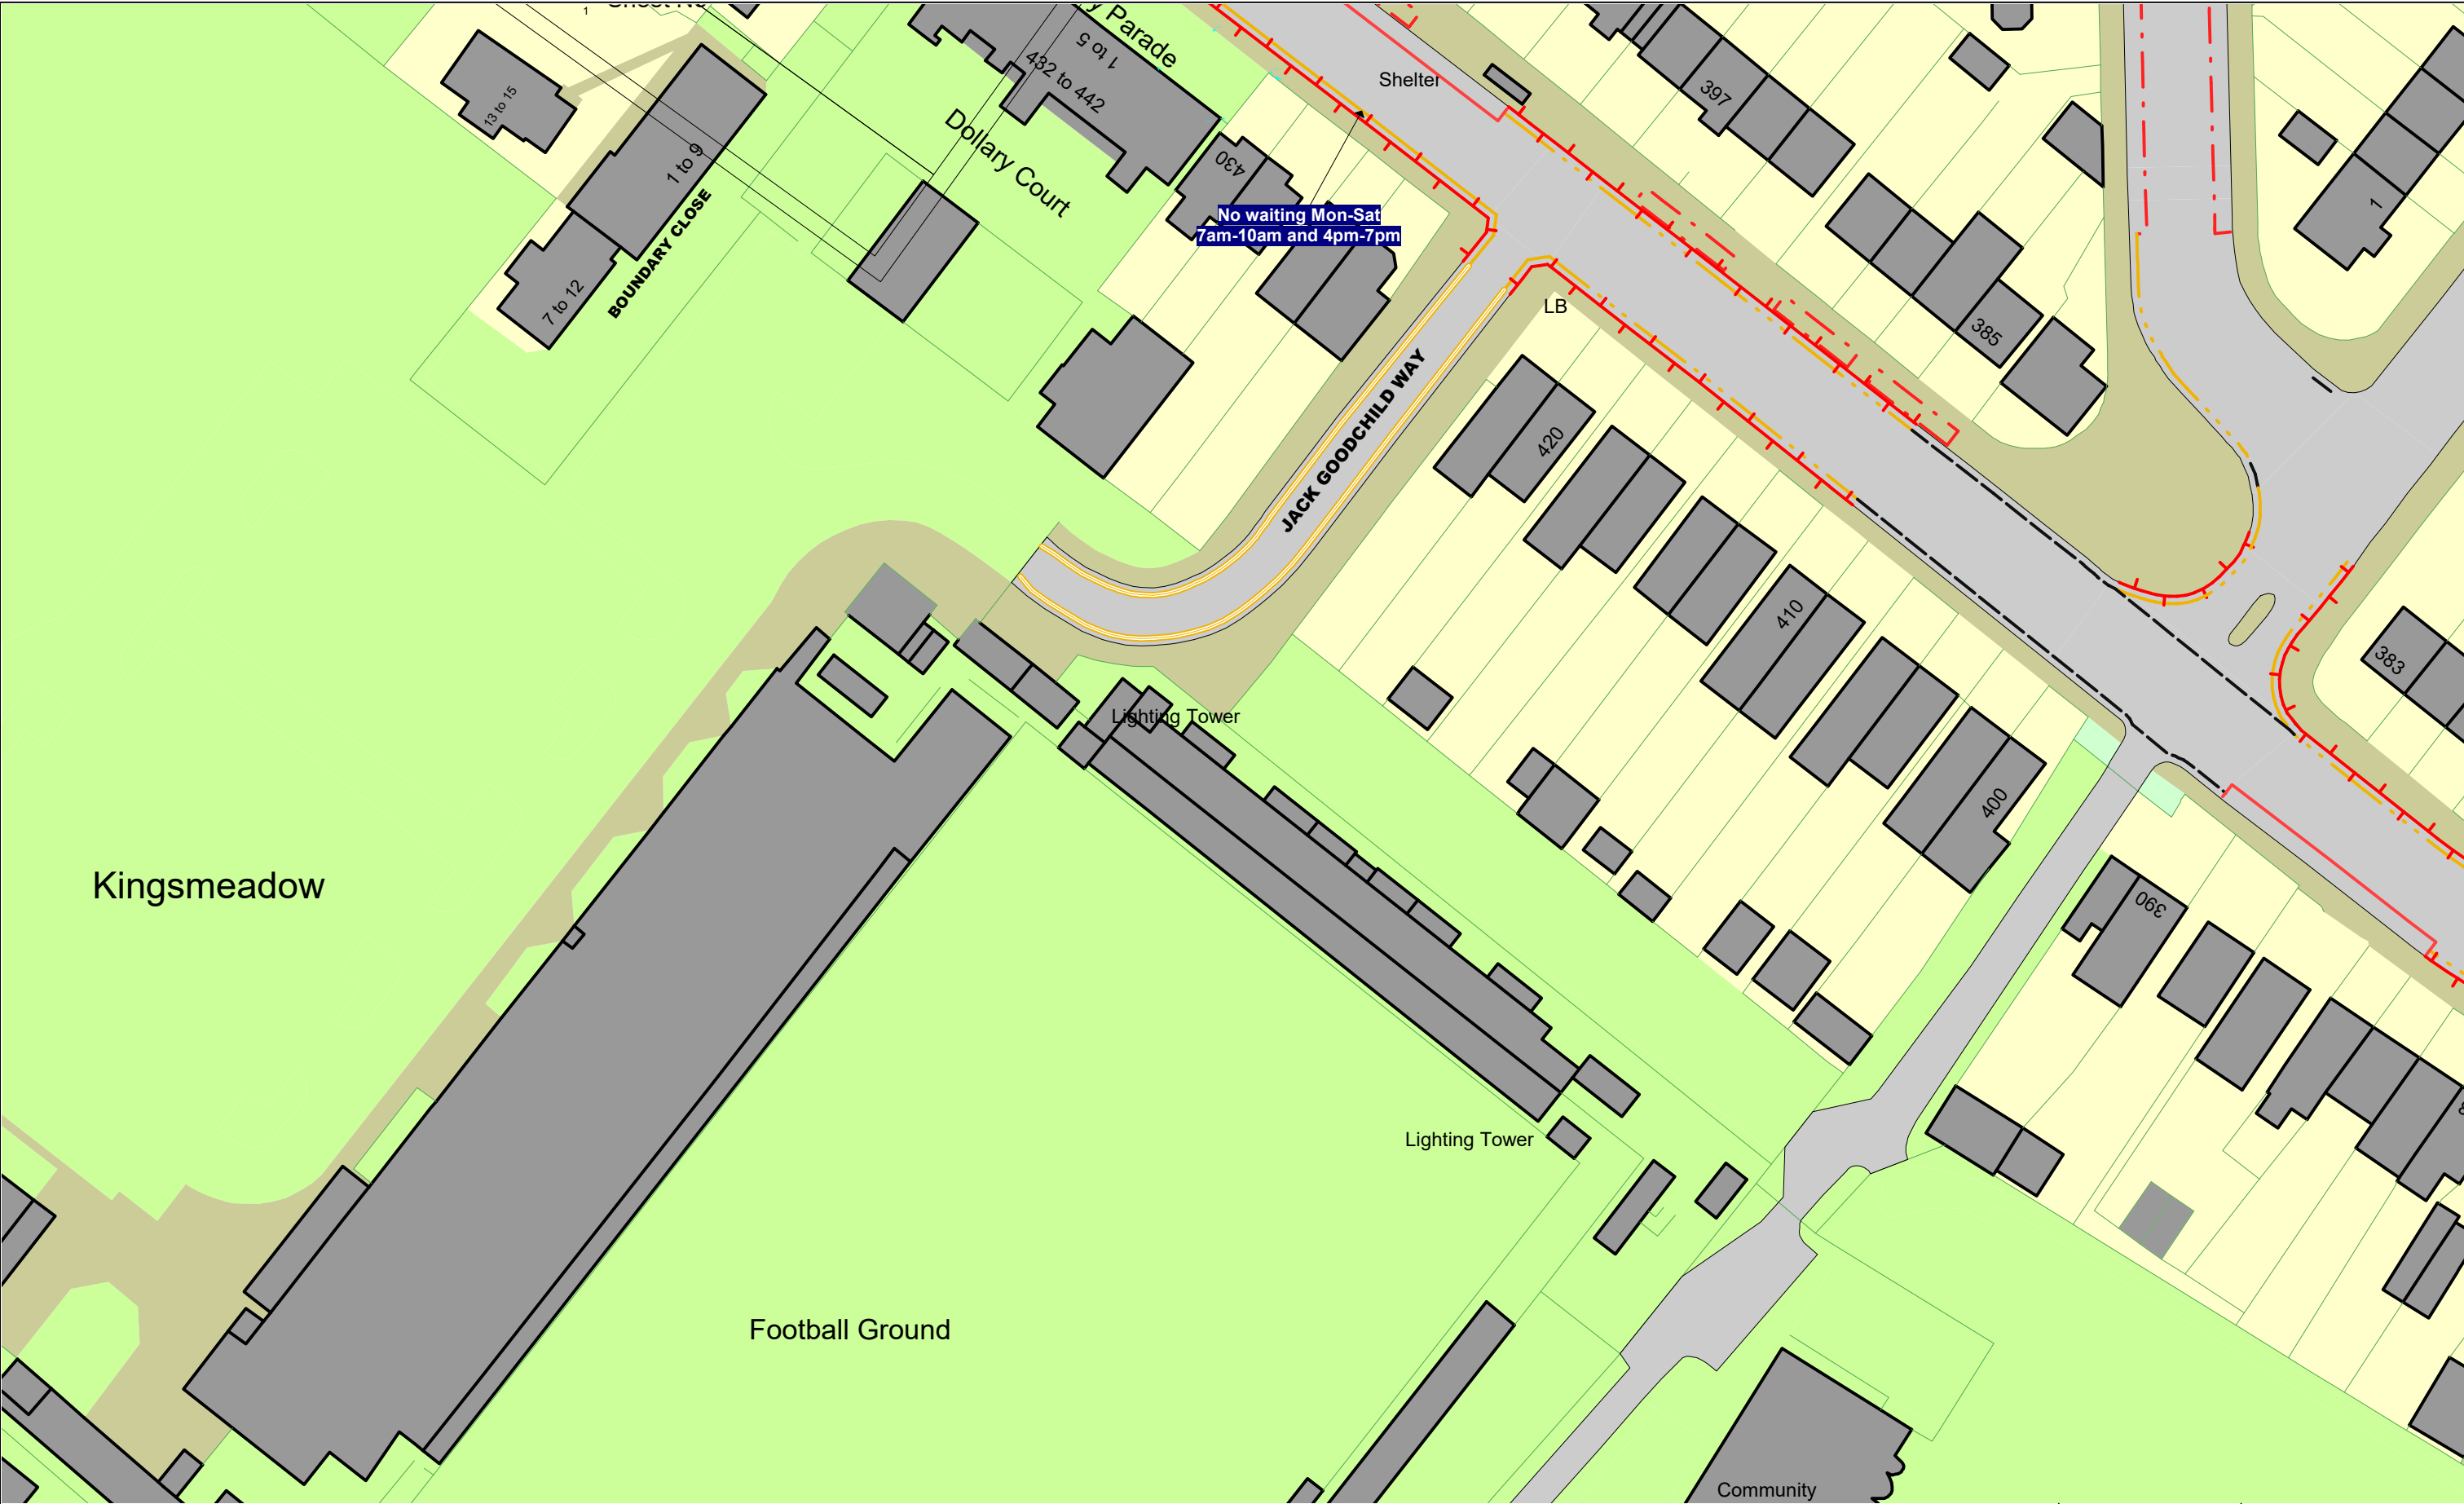 1
y Parade
1 to 5
432 to 442
Shelter
397
13 to 15
1 to 9
Dollary Court
430
1
No waiting Mon-Sat
7am-10am and 4pm-7pm
BOUNDARY CLOSE
7 to 12
LB
385
JACK GOODCHILD WAY
420
410
383
Lighting Tower
400
Kingsmeadow
390
Lighting Tower
Football Ground
Community